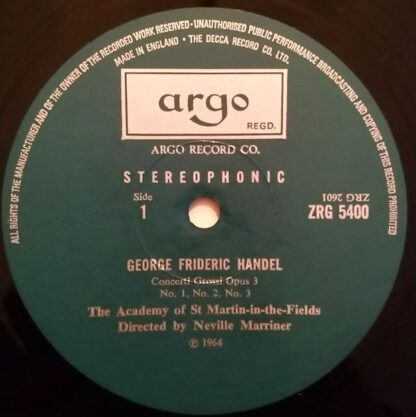 ALL RIGHTS OF THE MANUFACTURER AND OF THE OWNER OF THE RECORDED WORK RESERVED · UNAUTHORISED PUBLIC PERFORMANCE BROADCASTING AND COPYING OF THIS RECORD PROHIBITED
MADE IN ENGLAND · THE DECCA RECORD CO. LTD.
argo
REGD.
ARGO RECORD CO.
STEREOPHONIC
Side
1
ZRG 2601
ZRG 5400
GEORGE FRIDERIC HANDEL
Concerti Grossi Opus 3
No. 1, No. 2, No. 3
The Academy of St Martin-in-the-Fields
Directed by Neville Marriner
℗ 1964